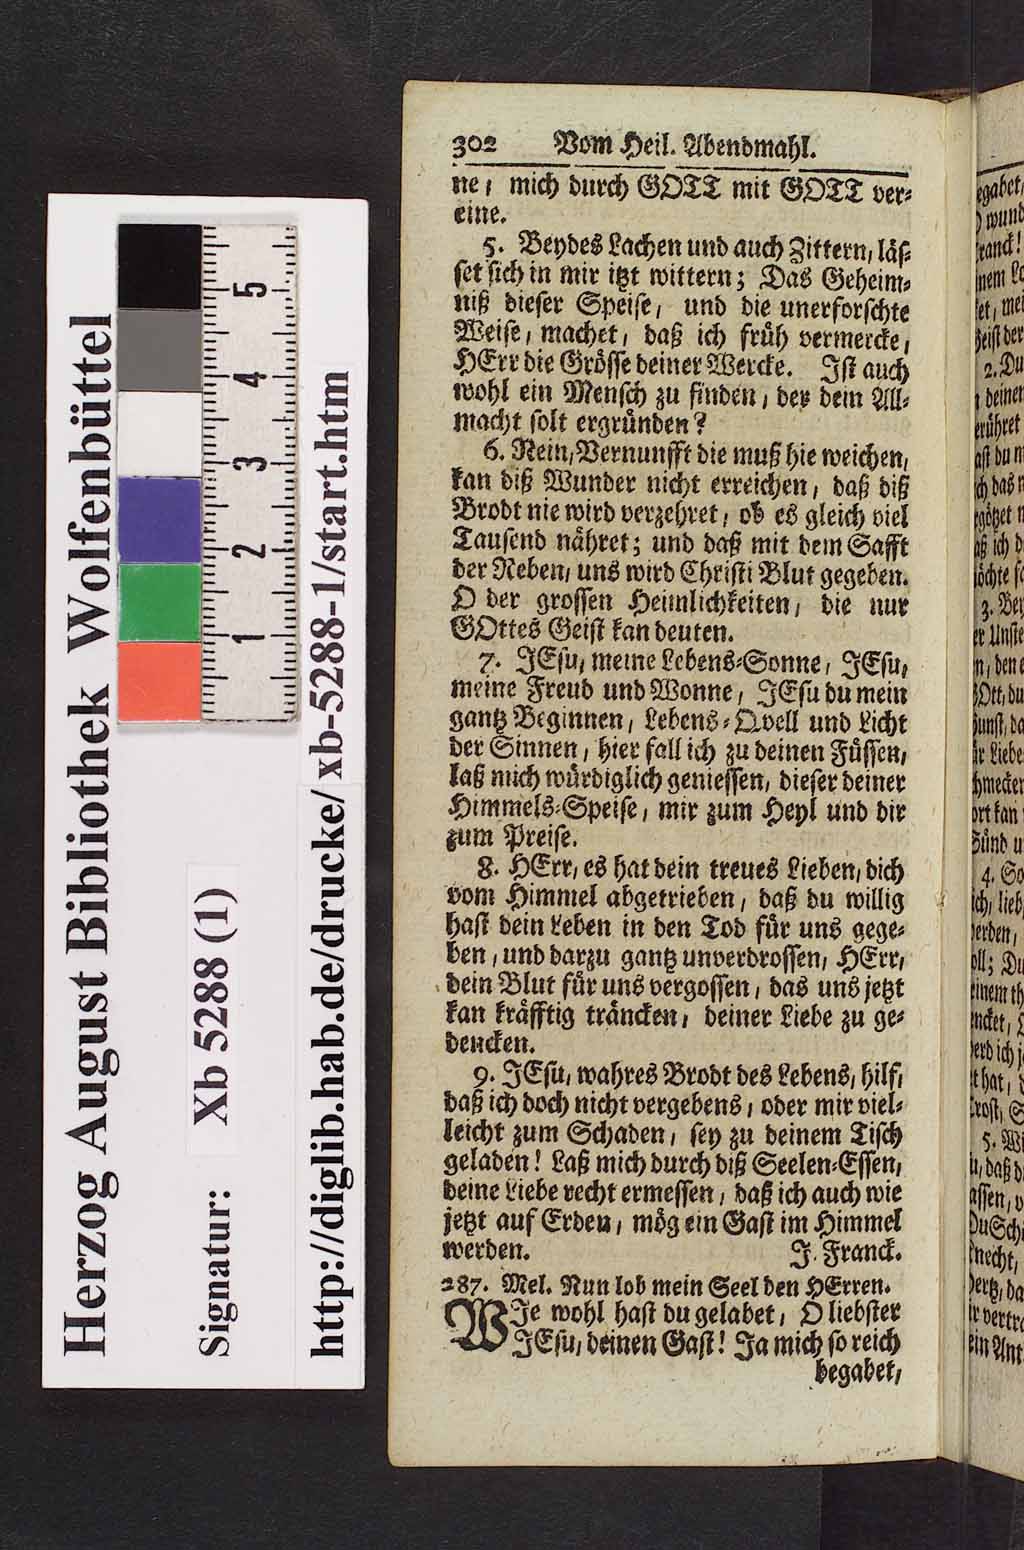 Herzog August Bibliothek Wolfenbüttel
Signatur: Xb 5288 (1)
http://diglib.hab.de/drucke/xb-5288-1/start.htm
5
4
3
2
1
302 Vom Heil. Abendmahl.
ne, mich durch GOTT mit GOTT ver-
eine.
5. Beydes Lachen und auch Zittern, läs-
set sich in mir itzt wittern; Das Geheim-
niß dieser Speise, und die unerforschte
Weise, machet, daß ich früh vermercke,
HErr die Grösse deiner Wercke. Ist auch
wohl ein Mensch zu finden, der dein All-
macht solt ergründen?
6. Nein, Vernunfft die muß hie weichen,
kan diß Wunder nicht erreichen, daß diß
Brodt nie wird verzehret, ob es gleich viel
Tausend nähret; und daß mit dem Safft
der Reben, uns wird Christi Blut gegeben.
O der grossen Heimlichkeiten, die nur
GOttes Geist kan deuten.
7. JEsu, meine Lebens-Sonne, JEsu,
meine Freud und Wonne, JEsu du mein
gantz Beginnen, Lebens-Qvell und Licht
der Sinnen, hier fall ich zu deinen Füssen,
laß mich würdiglich geniessen, dieser deiner
Himmels-Speise, mir zum Heyl und dir
zum Preise.
8. HErr, es hat dein treues Lieben, dich
vom Himmel abgetrieben, daß du willig
hast dein Leben in den Tod für uns gege-
ben, und darzu gantz unverdrossen, HErr,
dein Blut für uns vergossen, das uns jetzt
kan kräfftig träncken, deiner Liebe zu ge-
dencken.
9. JEsu, wahres Brodt des Lebens, hilf,
daß ich doch nicht vergebens, oder mir viel-
leicht zum Schaden, sey zu deinem Tisch
geladen! Laß mich durch diß Seelen-Essen,
deine Liebe recht ermessen, daß ich auch wie
jetzt auf Erden, mög ein Gast im Himmel
werden. J. Franck.
287. Mel. Nun lob mein Seel den HErren.
WJe wohl hast du gelabet, O liebster
JEsu, deinen Gast! Ja mich so reich
begabet,